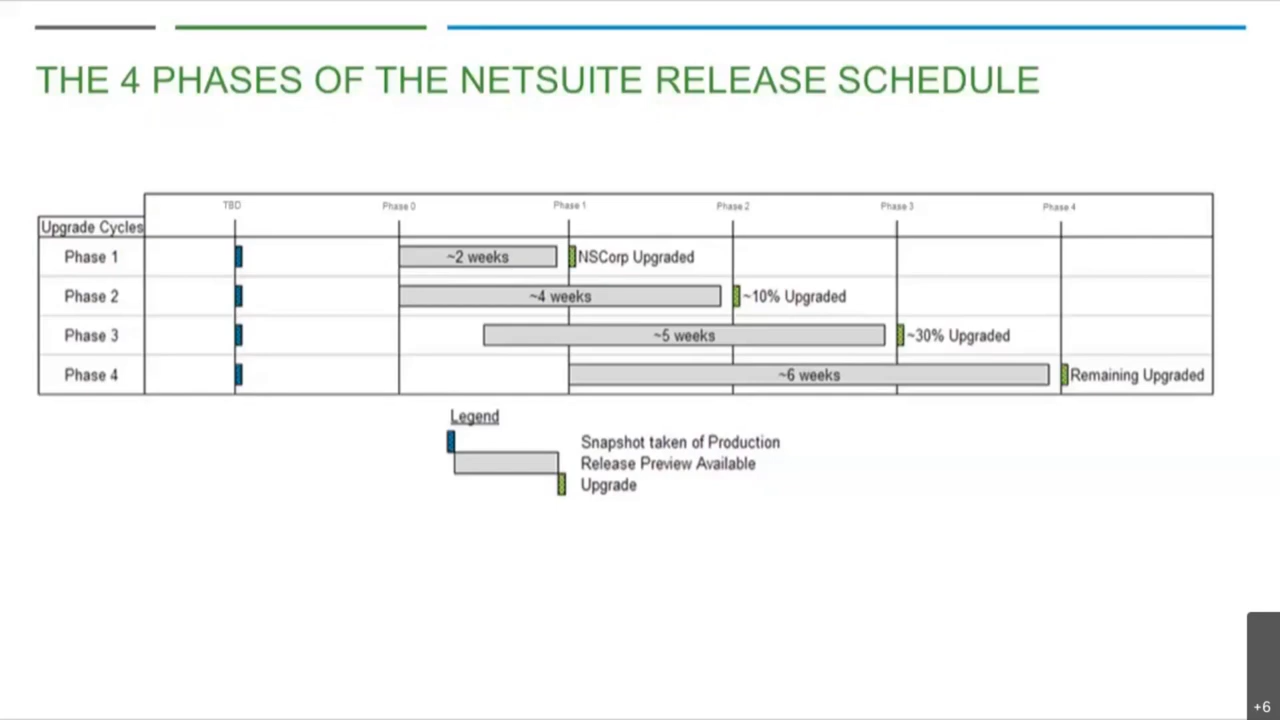 THE 4 PHASES OF THE NETSUITE RELEASE SCHEDULE
TBD Phase 0 Phase 1 Phase 2 Phase 3 Phase 4
Upgrade Cycles
Phase 1 ~2 weeks NSCorp Upgraded
Phase 2 ~4 weeks ~10% Upgraded
Phase 3 ~5 weeks ~30% Upgraded
Phase 4 ~6 weeks Remaining Upgraded
Legend
Snapshot taken of Production
Release Preview Available
Upgrade
+6